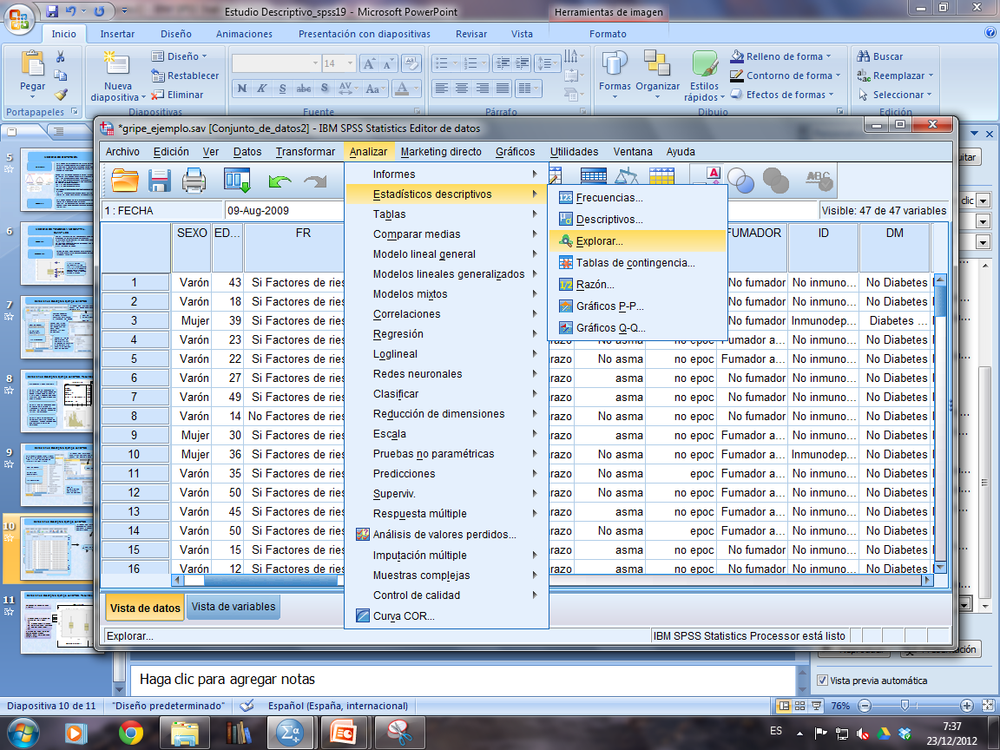 Estudio Descriptivo_spss19 - Microsoft PowerPoint
Herramientas de imagen
Inicio Insertar Diseño Animaciones Presentación con diapositivas Revisar Vista Formato
Pegar
Nueva diapositiva
Diseño
Restablecer
Eliminar
14
N K S abc S AV Aa A
Formas Organizar Estilos rápidos
Relleno de forma
Contorno de forma
Efectos de formas
Buscar
Reemplazar
Seleccionar
Portapapeles Diapositivas Fuente Párrafo Dibujo Edición
*gripe_ejemplo.sav [Conjunto_de_datos2] - IBM SPSS Statistics Editor de datos
Archivo Edición Ver Datos Transformar Analizar Marketing directo Gráficos Utilidades Ventana Ayuda
1 : FECHA 09-Aug-2009 Visible: 47 de 47 variables
Informes
Estadísticos descriptivos
Tablas
Comparar medias
Modelo lineal general
Modelos lineales generalizados
Modelos mixtos
Correlaciones
Regresión
Loglineal
Redes neuronales
Clasificar
Reducción de dimensiones
Escala
Pruebas no paramétricas
Predicciones
Superviv.
Respuesta múltiple
Análisis de valores perdidos...
Imputación múltiple
Muestras complejas
Control de calidad
Curva COR...
Frecuencias...
Descriptivos...
Explorar...
Tablas de contingencia...
Razón...
Gráficos P-P...
Gráficos Q-Q...
SEXO ED... FR FUMADOR ID DM
1 Varón 43 Si Factores de ries No fumador No inmuno... No Diabetes
2 Varón 18 Si Factores de ries No fumador No inmuno... No Diabetes
3 Mujer 39 Si Factores de ries No fumador Inmunodep... Diabetes ...
4 Varón 23 Si Factores de ries No asma no epoc Fumador a... No inmuno... No Diabetes
5 Varón 22 Si Factores de ries No asma no epoc Fumador a... No inmuno... No Diabetes
6 Varón 27 Si Factores de ries asma no epoc No fumador No inmuno... No Diabetes
7 Varón 49 Si Factores de ries asma no epoc No fumador No inmuno... No Diabetes
8 Varón 14 No Factores de ries No asma no epoc No fumador No inmuno... No Diabetes
9 Mujer 30 Si Factores de ries asma no epoc Fumador a... No inmuno... No Diabetes
10 Mujer 36 Si Factores de ries No asma no epoc Fumador a... Inmunodep... No Diabetes
11 Varón 35 Si Factores de ries No asma epoc Fumador a... No inmuno... No Diabetes
12 Varón 50 Si Factores de ries No asma no epoc Fumador a... No inmuno... No Diabetes
13 Varón 45 Si Factores de ries asma no epoc No fumador No inmuno... No Diabetes
14 Varón 50 Si Factores de ries No asma no epoc Fumador a... No inmuno... No Diabetes
15 Varón 15 Si Factores de ries asma no epoc No fumador No inmuno... No Diabetes
16 Varón 12 Si Factores de ries asma no epoc No fumador No inmuno... No Diabetes
Vista de datos Vista de variables
Explorar... IBM SPSS Statistics Processor está listo
5
6
7
8
9
10
11
Haga clic para agregar notas
Vista previa automática
Diapositiva 10 de 11 "Diseño predeterminado" Español (España, internacional) 76%
ES 7:37
23/12/2012